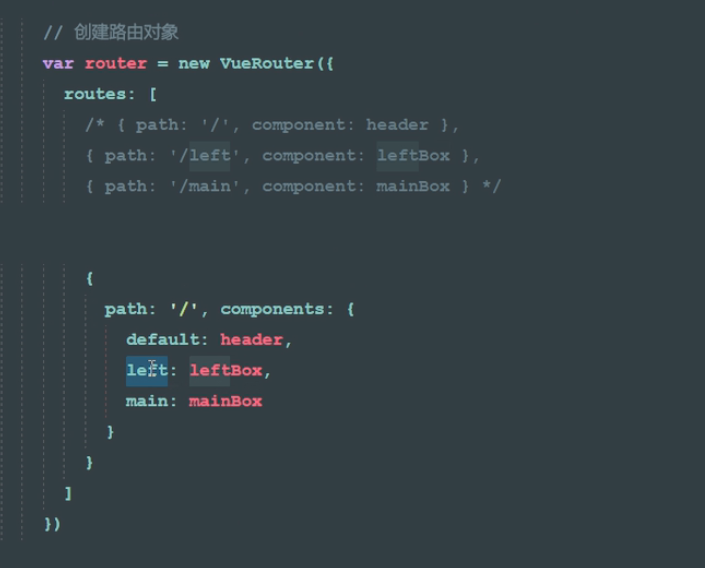 // 创建路由对象
var router = new VueRouter({
routes: [
/* { path: '/', component: header },
{ path: '/left', component: leftBox },
{ path: '/main', component: mainBox } */
{
path: '/', components: {
default: header,
left: leftBox,
main: mainBox
}
}
]
})